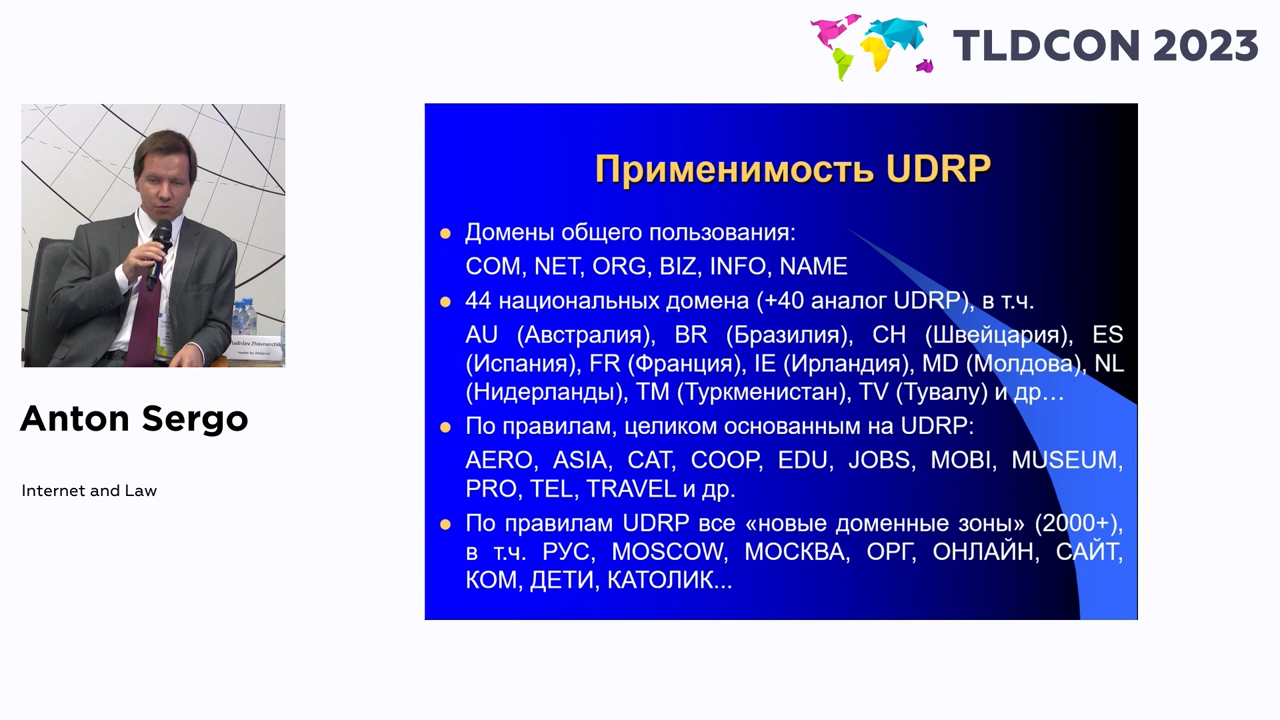 TLDCON 2023
Применимость UDRP
Домены общего пользования:
COM, NET, ORG, BIZ, INFO, NAME
44 национальных домена (+40 аналог UDRP), в т.ч.
AU (Австралия), BR (Бразилия), CH (Швейцария), ES
(Испания), FR (Франция), IE (Ирландия), MD (Молдова), NL
(Нидерланды), TM (Туркменистан), TV (Тувалу) и др…
По правилам, целиком основанным на UDRP:
AERO, ASIA, CAT, COOP, EDU, JOBS, MOBI, MUSEUM,
PRO, TEL, TRAVEL и др.
По правилам UDRP все «новые доменные зоны» (2000+),
в т.ч. РУС, MOSCOW, МОСКВА, ОРГ, ОНЛАЙН, САЙТ,
КОМ, ДЕТИ, КАТОЛИК...
Anton Sergo
Internet and Law